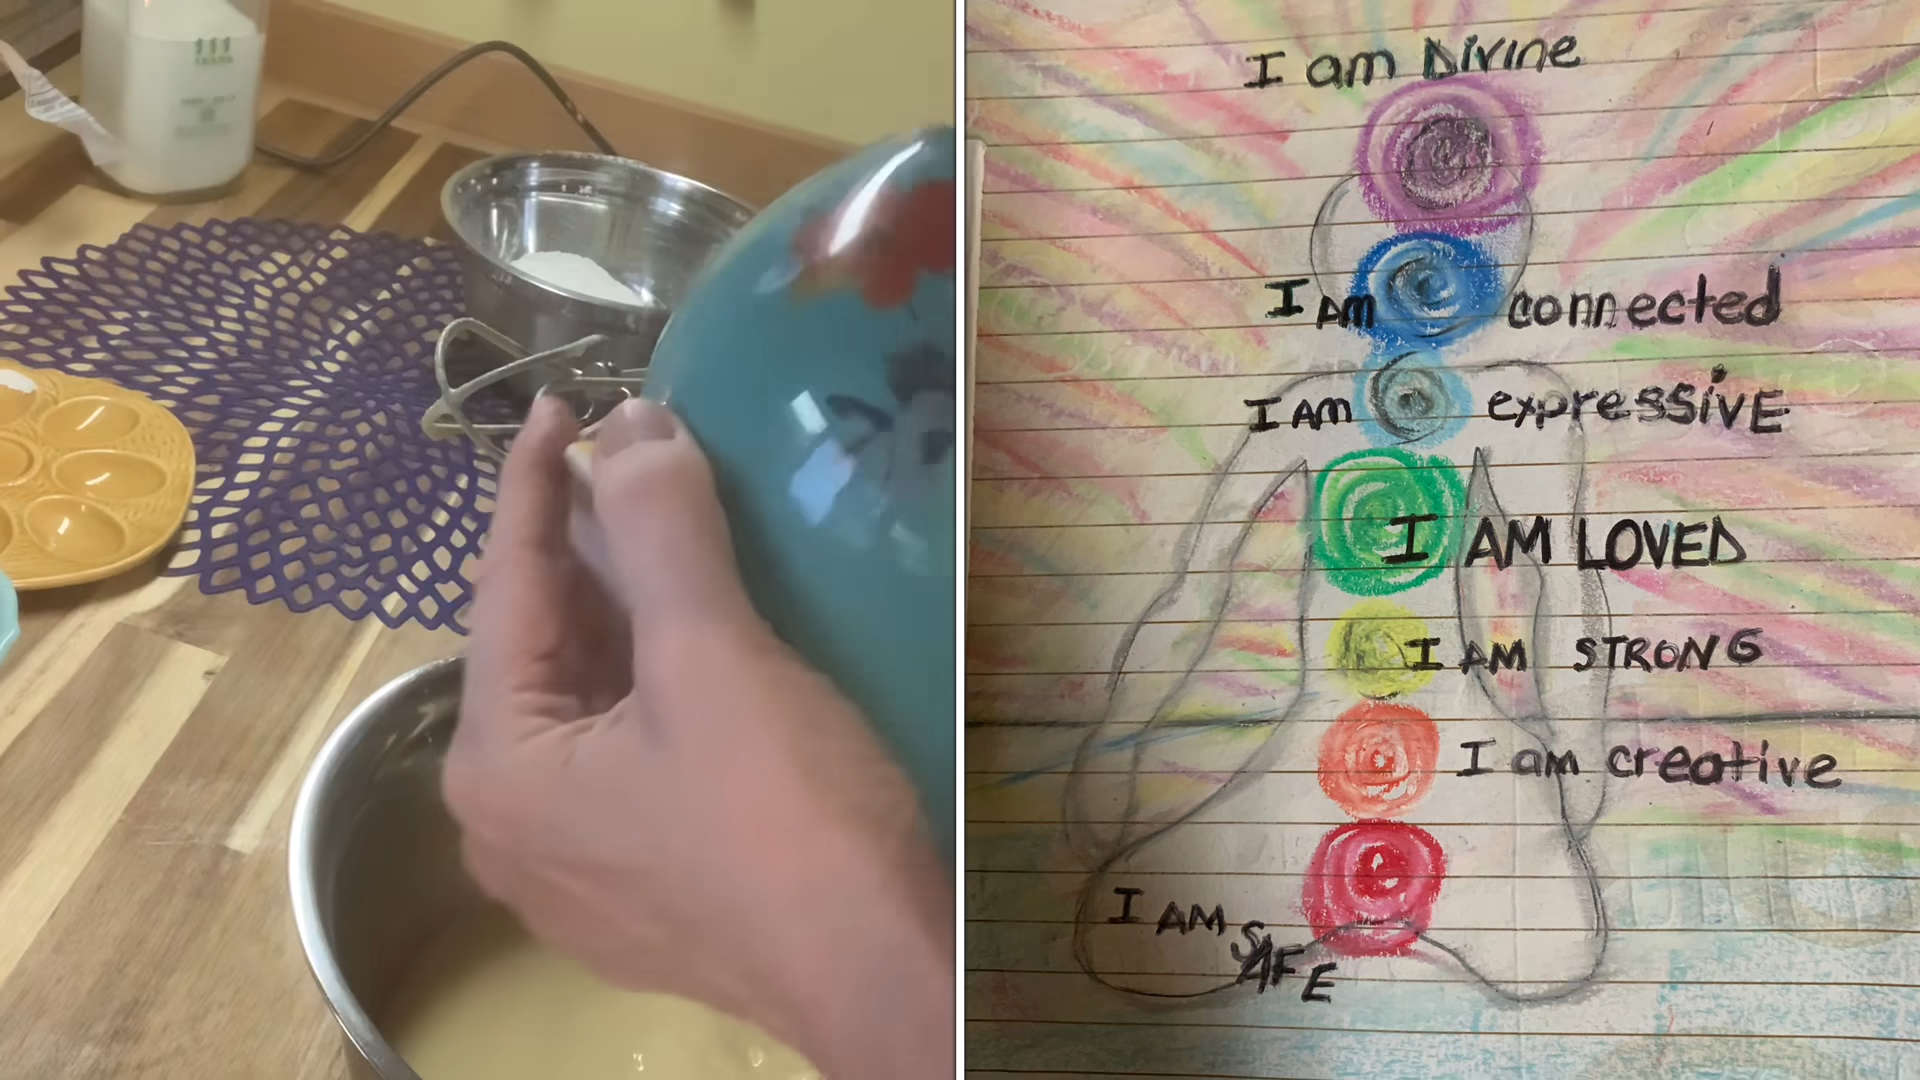 I am Divine
I AM connected
I AM expressivE
I AM LOVED
I AM STRONG
I am creative
I AM SAFE